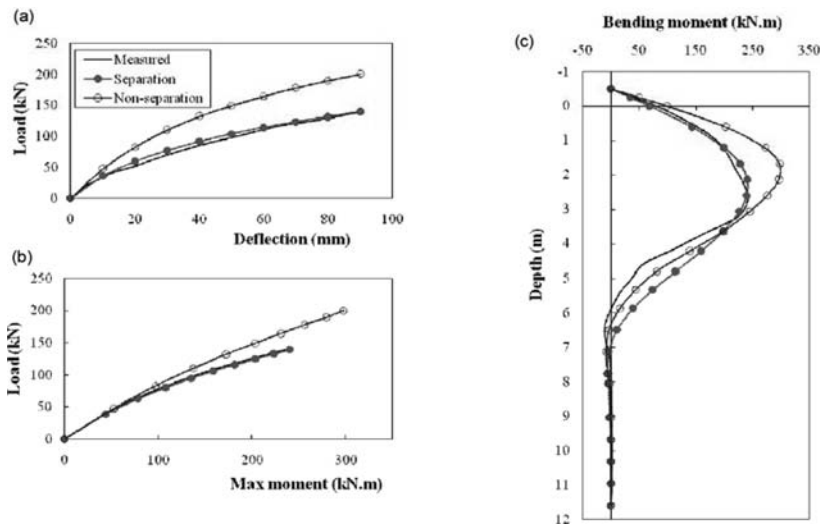 (a)
250
200
150
100
50
0
Load (kN)
Measured
Separation
Non-separation
0 20 40 60 80 100
Deflection (mm)
(b)
250
200
150
100
50
0
Load (kN)
0 100 200 300
Max moment (kN.m)
(c)
Bending moment (kN.m)
-50 50 150 250 350
-1
0
1
2
3
4
5
6
7
8
9
10
11
12
Depth (m)